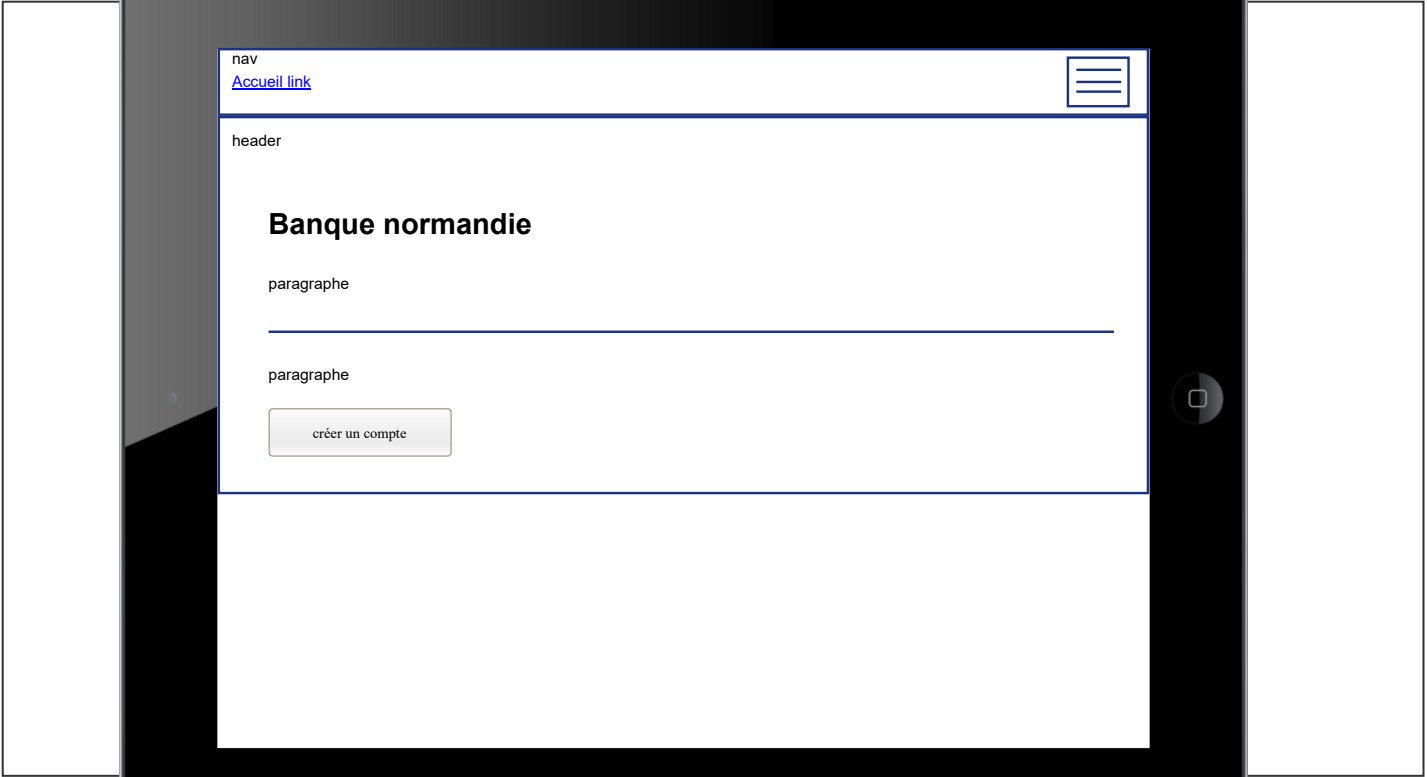 nav
Accueil link
header
Banque normandie
paragraphe
paragraphe
créer un compte